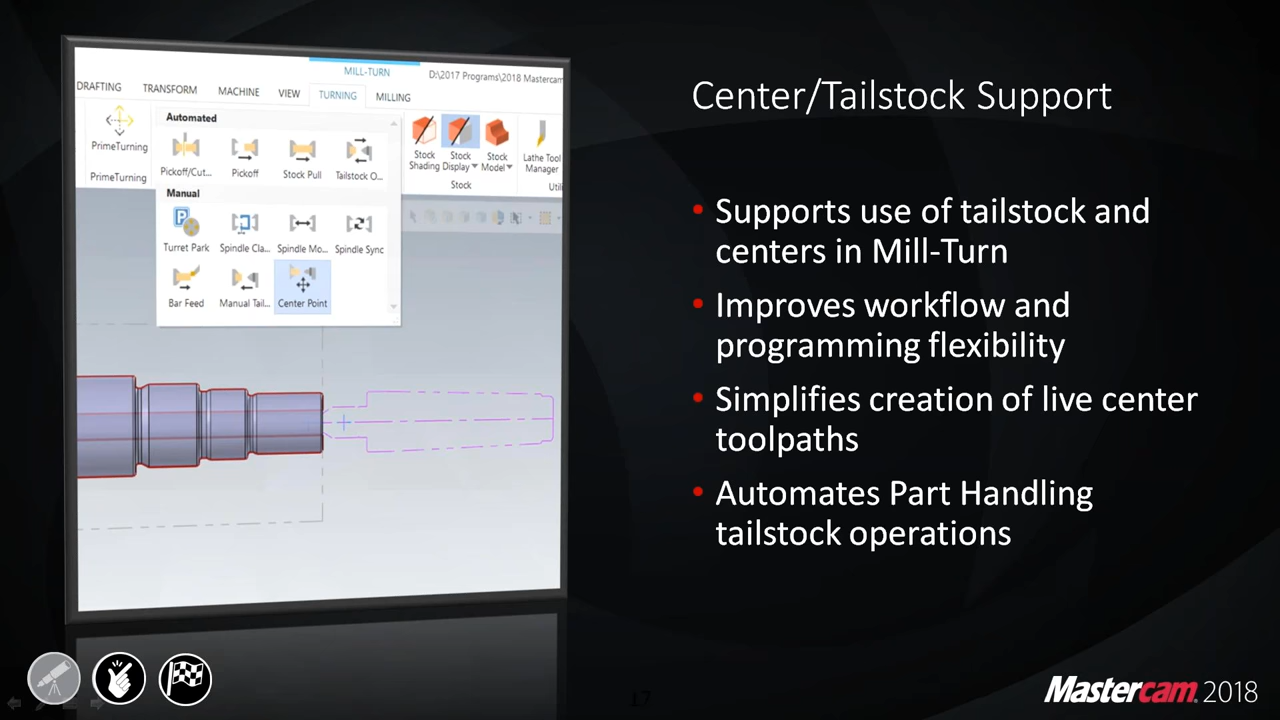 MILL-TURN
D:\2017 Programs\2018 Mastercam
DRAFTING TRANSFORM MACHINE VIEW TURNING MILLING
Automated
PrimeTurning
PrimeTurning
Pickoff/Cut... Pickoff Stock Pull Tailstock O...
Manual
Turret Park Spindle Cla... Spindle Mo... Spindle Sync
Bar Feed Manual Tail... Center Point
Stock Shading
Stock Display
Stock Model
Lathe Tool Manager
Stock
Utili
Center/Tailstock Support
• Supports use of tailstock and
centers in Mill-Turn
• Improves workflow and
programming flexibility
• Simplifies creation of live center
toolpaths
• Automates Part Handling
tailstock operations
17
Mastercam. 2018